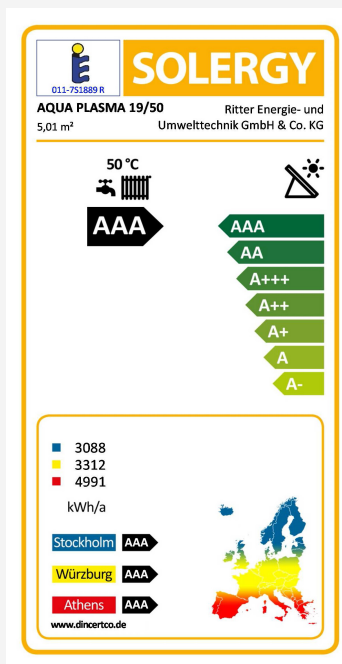 SOLERGY
011-7S1889 R
AQUA PLASMA 19/50
5,01 m²
Ritter Energie- und
Umwelttechnik GmbH & Co. KG
50 °C
AAA
AAA
AA
A+++
A++
A+
A
A-
3088
3312
4991
kWh/a
Stockholm AAA
Würzburg AAA
Athens AAA
www.dincertco.de